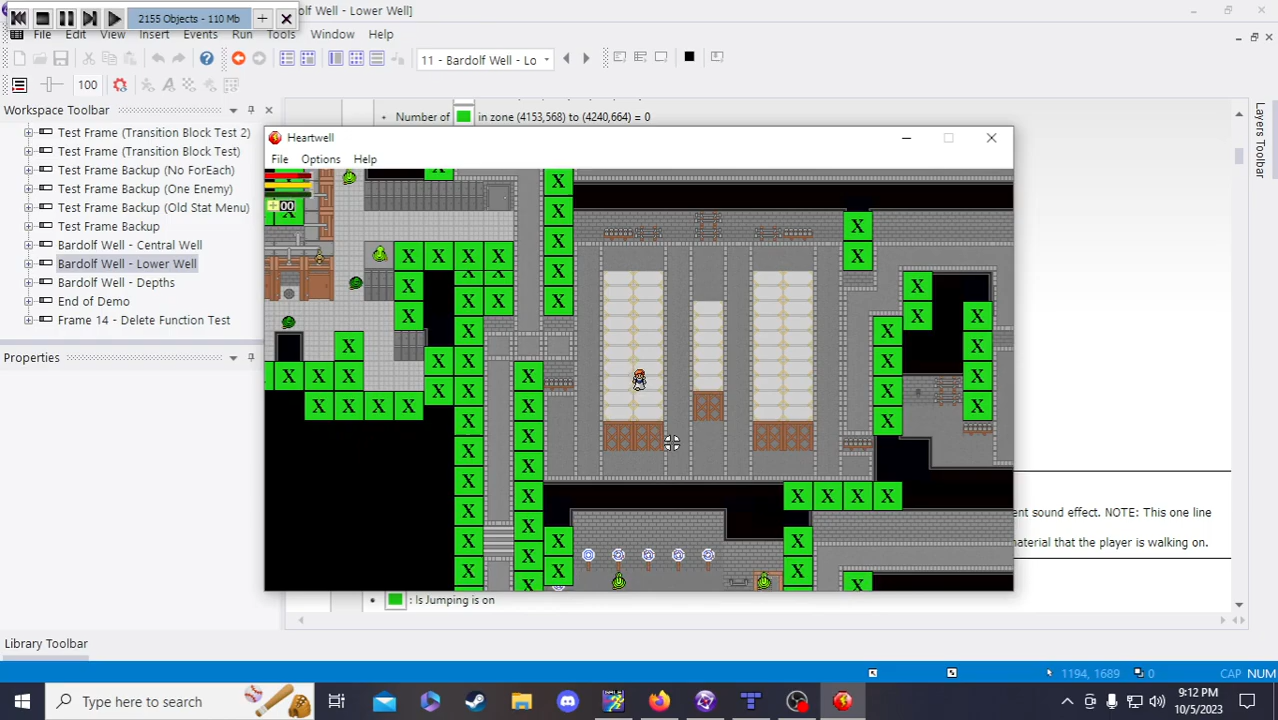 2155 Objects - 110 Mb
olf Well - Lower Well]
File Edit View Insert Events Run Tools Window Help
11 - Bardolf Well - Lo
100
Workspace Toolbar
Test Frame (Transition Block Test 2)
Test Frame (Transition Block Test)
Test Frame Backup (No ForEach)
Test Frame Backup (One Enemy)
Test Frame Backup (Old Stat Menu)
Test Frame Backup
Bardolf Well - Central Well
Bardolf Well - Lower Well
Bardolf Well - Depths
End of Demo
Frame 14 - Delete Function Test
Properties
Library Toolbar
Layers Toolbar
Number of in zone (4153,568) to (4240,664) = 0
Heartwell
File Options Help
00
X
ent sound effect. NOTE: This one line
material that the player is walking on.
: Is Jumping is on
1194, 1689 0 CAP NUM
Type here to search
9:12 PM
10/5/2023